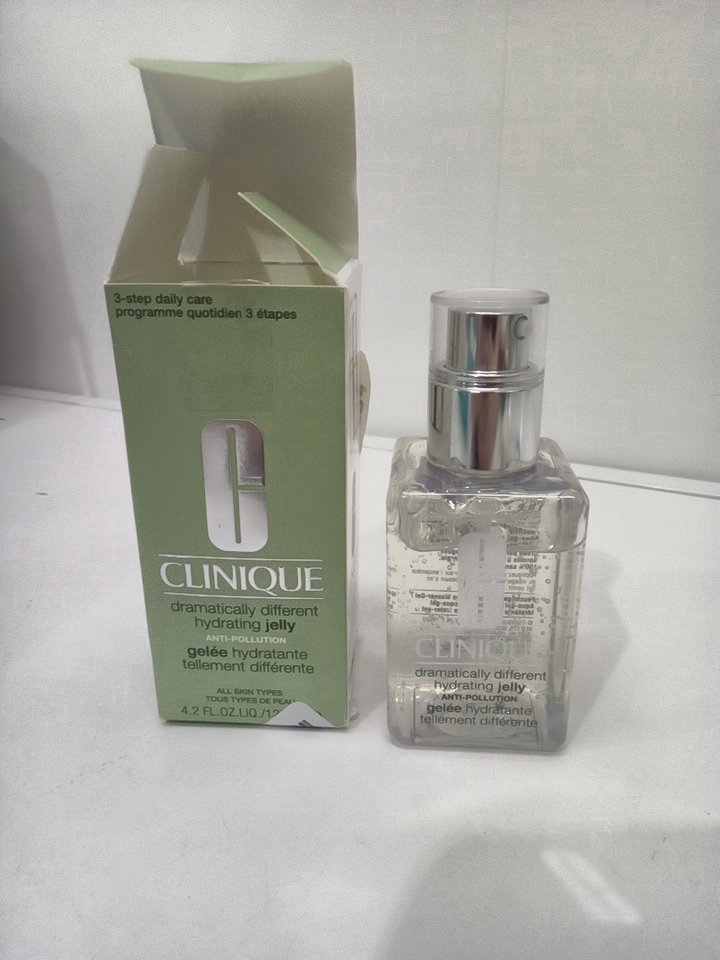 3-step daily care
programme quotidien 3 étapes
CLINIQUE
dramatically different
hydrating jelly
ANTI-POLLUTION
gelée hydratante
tellement différente
ALL SKIN TYPES
TOUS TYPES DE PEAU
4.2 FL.OZ.LIQ./
CLINIQUE
dramatically different
hydrating jelly
ANTI-POLLUTION
gelée hydratante
tellement différente